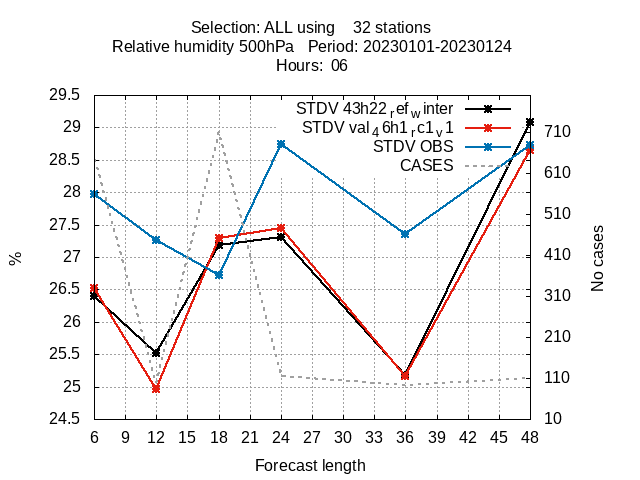 Selection: ALL using 32 stations
Relative humidity 500hPa Period: 20230101-20230124
Hours: 06
STDV 43h22ᵣef_winter
STDV val₄6h1ᵣc1ᵥ1
STDV OBS
CASES
29.5
29
28.5
28
27.5
27
26.5
26
25.5
25
24.5
%
710
610
510
410
310
210
110
10
No cases
6 9 12 15 18 21 24 27 30 33 36 39 42 45 48
Forecast length